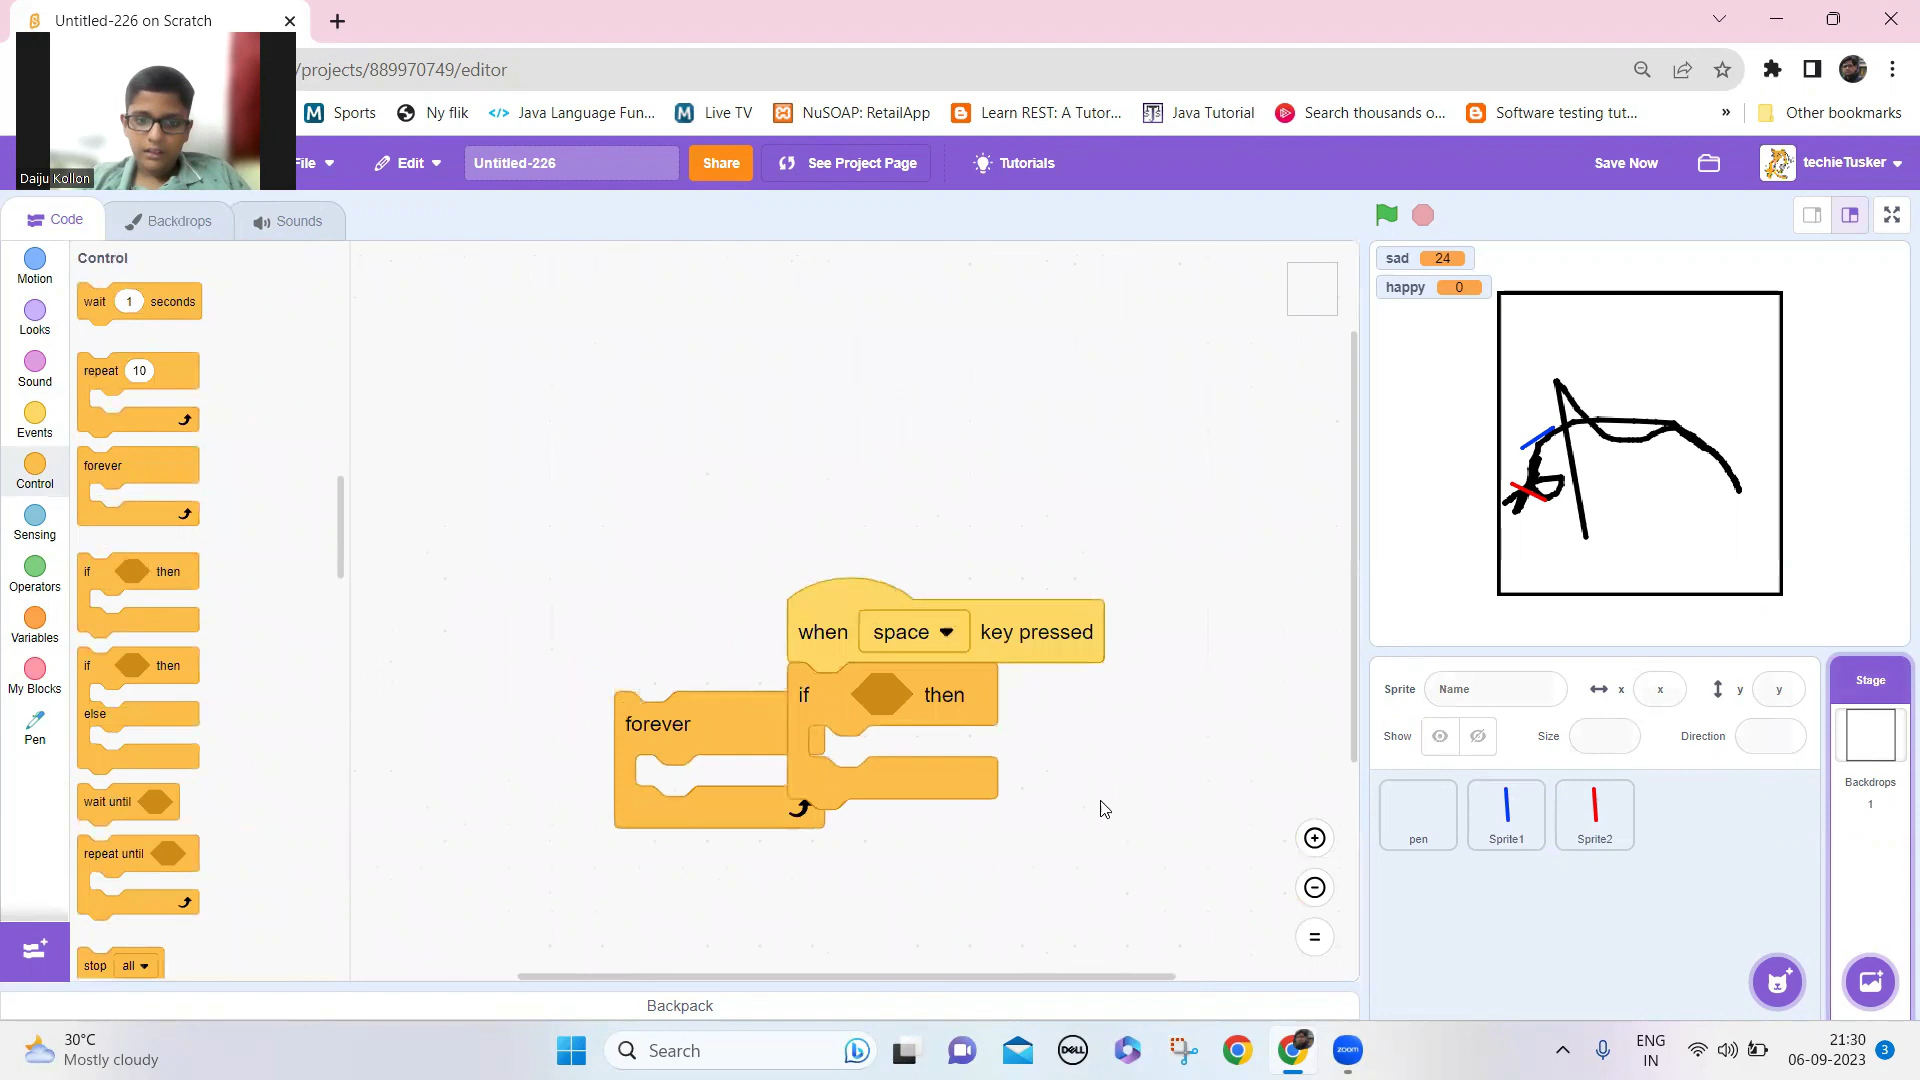 Untitled-226 on Scratch
/projects/889970749/editor
Sports
Ny flik
Java Language Fun...
Live TV
NuSOAP: RetailApp
Learn REST: A Tutor...
Java Tutorial
Search thousands o...
Software testing tut...
»
Other bookmarks
Daiju Kollon
File
Edit
Untitled-226
Share
See Project Page
Tutorials
Save Now
techieTusker
Code
Backdrops
Sounds
Motion
Looks
Sound
Events
Control
Sensing
Operators
Variables
My Blocks
Pen
Control
wait 1 seconds
repeat 10
forever
if then
if then
else
wait until
repeat until
stop all
when space key pressed
if then
forever
sad 24
happy 0
Sprite Name x x y y
Show Size Direction
pen
Sprite1
Sprite2
Stage
Backdrops
1
Backpack
30°C
Mostly cloudy
Search
DELL
zoom
ENG
IN
21:30
06-09-2023
3